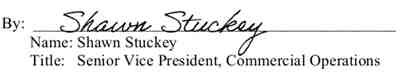 By: Shawn Stuckey
Name: Shawn Stuckey
Title: Senior Vice President, Commercial Operations